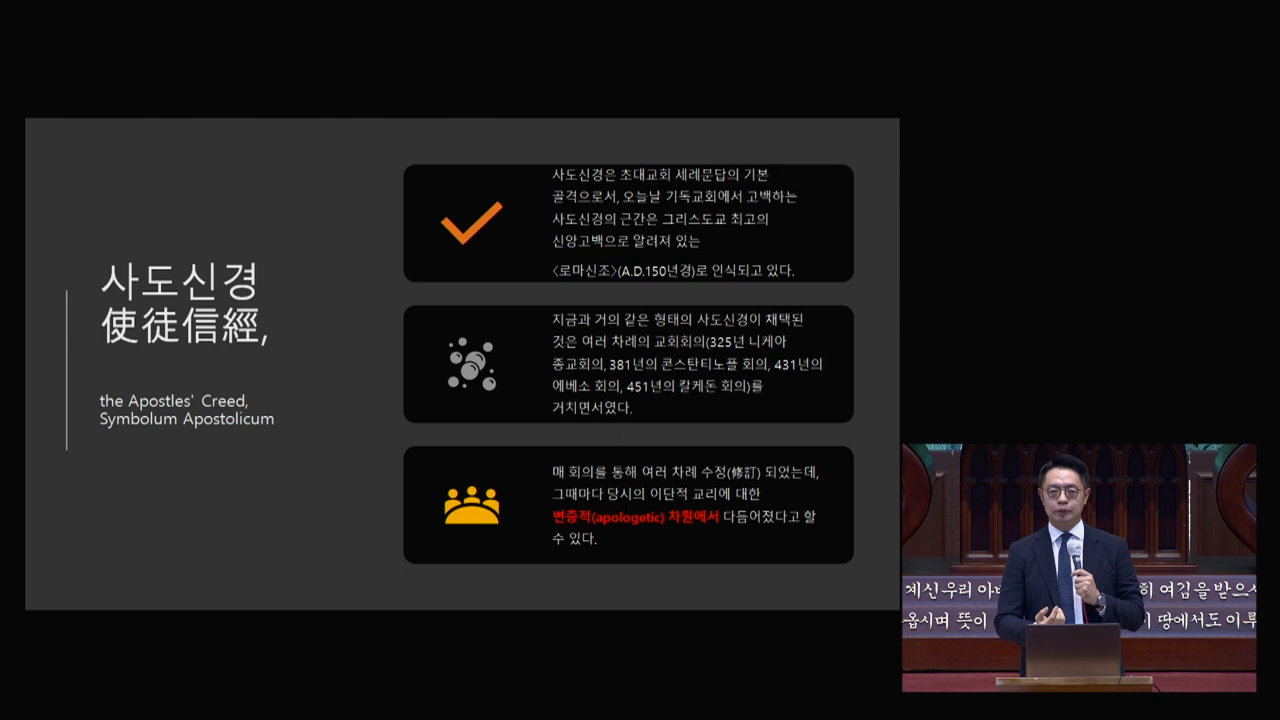 사도신경
使徒信經,
the Apostles' Creed,
Symbolum Apostolicum
사도신경은 초대교회 세례문답의 기본
골격으로서, 오늘날 기독교회에서 고백하는
사도신경의 근간은 그리스도교 최고의
신앙고백으로 알려져 있는
〈로마신조〉(A.D.150년경)로 인식되고 있다.
지금과 거의 같은 형태의 사도신경이 채택된
것은 여러 차례의 교회회의(325년 니케아
종교회의, 381년의 콘스탄티노플 회의, 431년의
에베소 회의, 451년의 칼케돈 회의)를
거치면서였다.
매 회의를 통해 여러 차례 수정(修訂) 되었는데,
그때마다 당시의 이단적 교리에 대한
변증적(apologetic) 차원에서 다듬어졌다고 할
수 있다.
계신 우리 아 히 여김을 받으시
옵시며 뜻이 땅에서도 이루